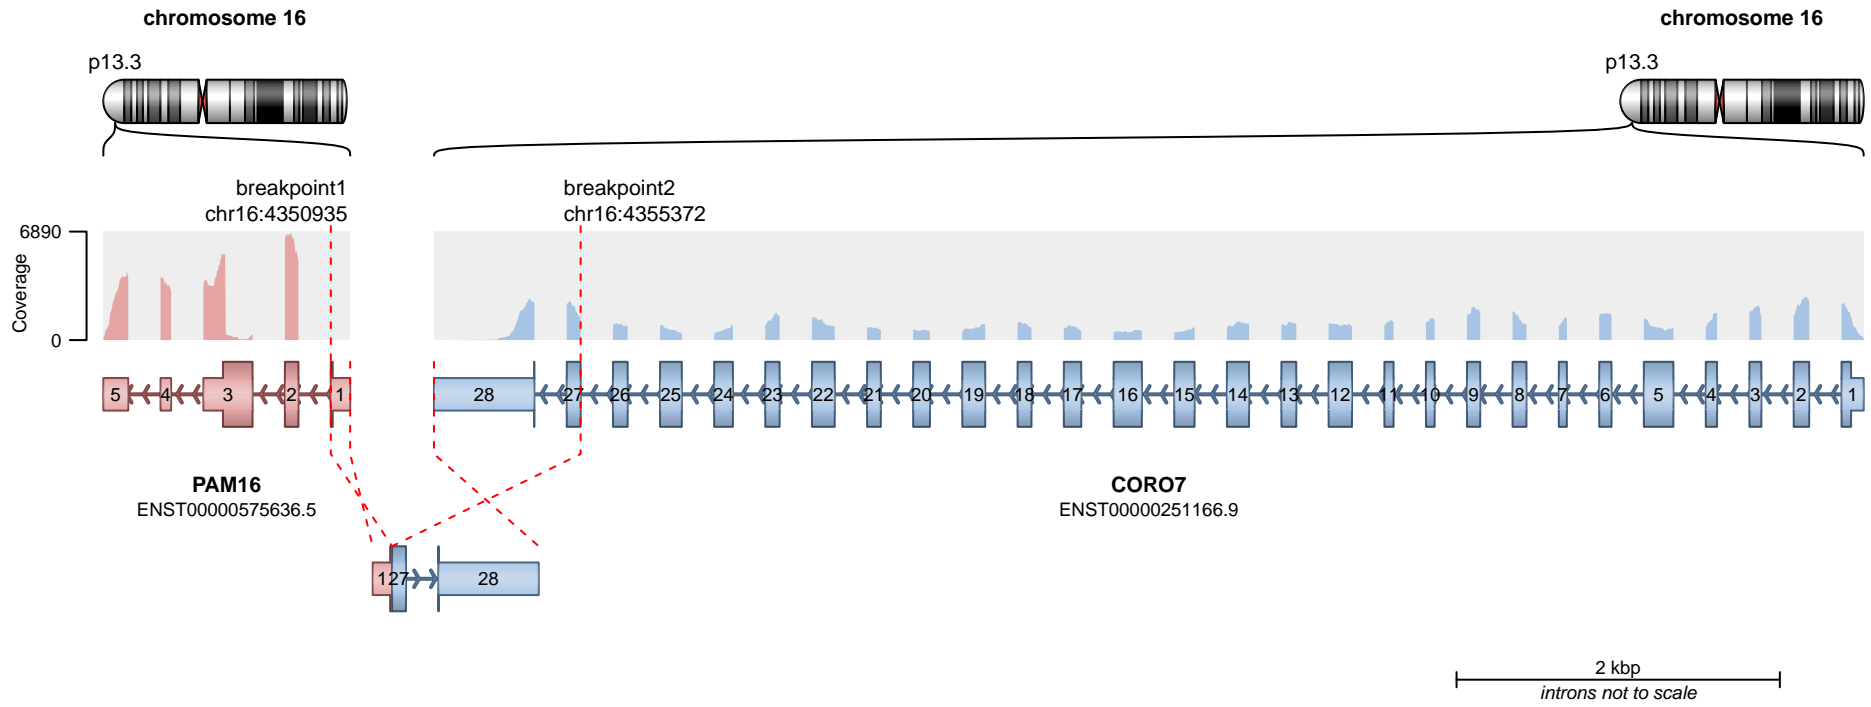 chromosome 16
chromosome 16
p13.3
p13.3
breakpoint1
chr16:4350935
breakpoint2
chr16:4355372
6890
0
Coverage
5 4 3 2 1
28 27 26 25 24 23 22 21 20 19 18 17 16 15 14 13 12 11 10 9 8 7 6 5 4 3 2 1
PAM16
ENST00000575636.5
CORO7
ENST00000251166.9
1 27 28
2 kbp
introns not to scale